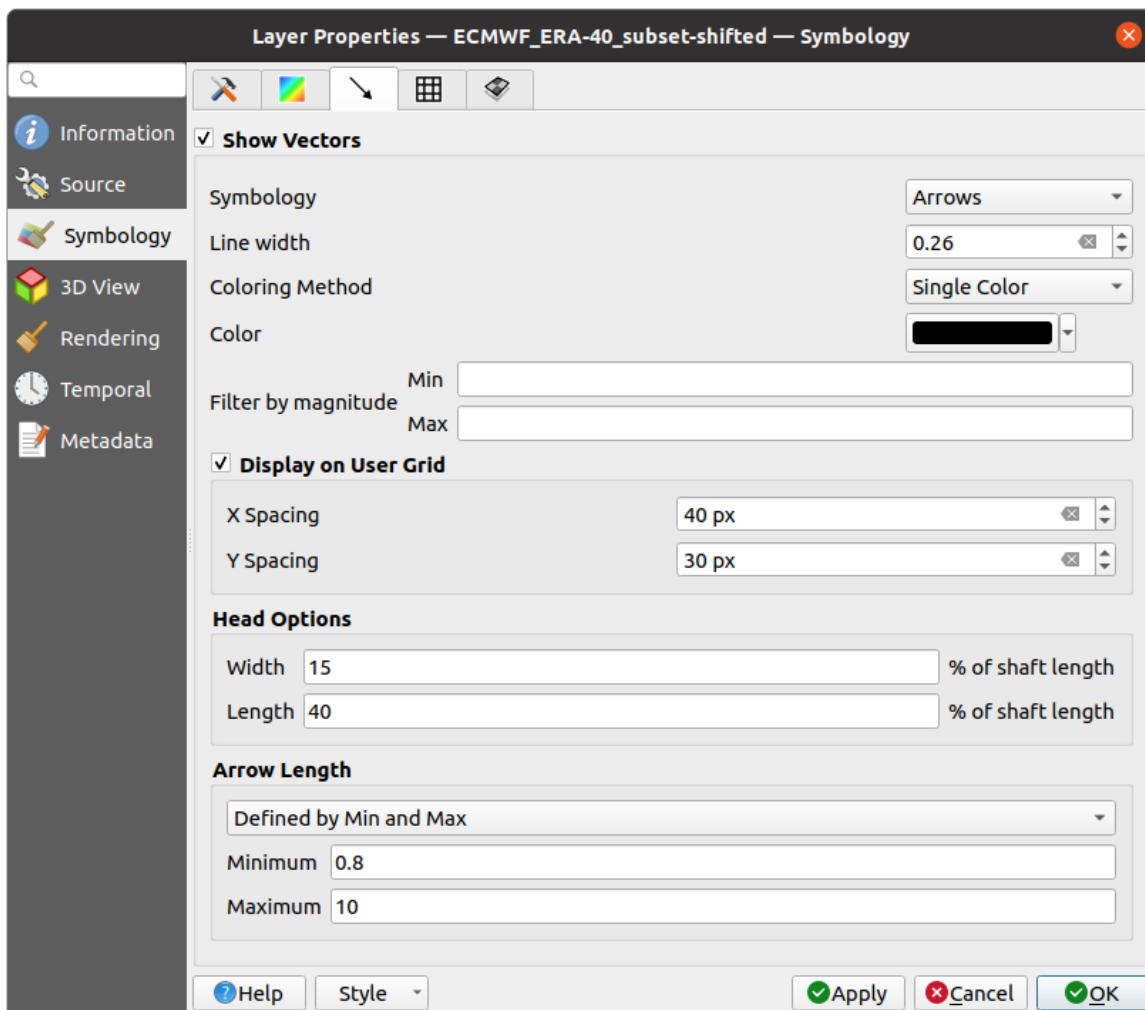 Layer Properties — ECMWF_ERA-40_subset-shifted — Symbology
Information
Source
Symbology
3D View
Rendering
Temporal
Metadata
Show Vectors
Symbology Arrows
Line width 0.26
Coloring Method Single Color
Color
Filter by magnitude
Min
Max
Display on User Grid
X Spacing 40 px
Y Spacing 30 px
Head Options
Width 15 % of shaft length
Length 40 % of shaft length
Arrow Length
Defined by Min and Max
Minimum 0.8
Maximum 10
Help Style Apply Cancel OK